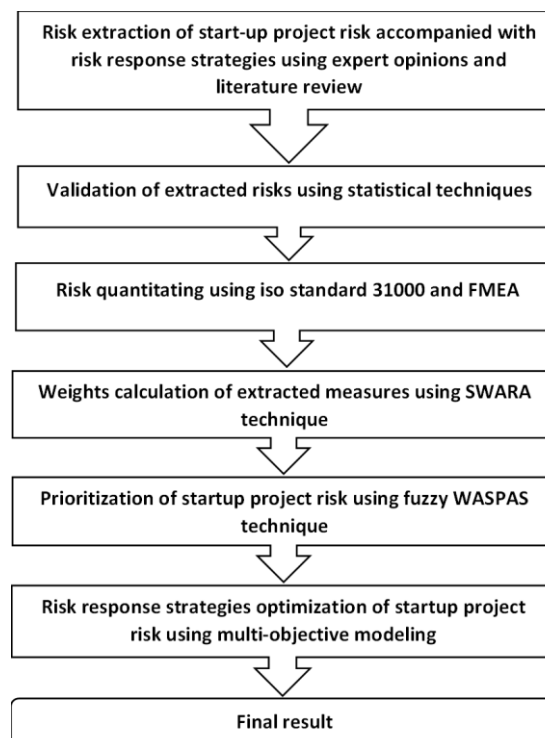 Risk extraction of start-up project risk accompanied with
risk response strategies using expert opinions and
literature review
Validation of extracted risks using statistical techniques
Risk quantitating using iso standard 31000 and FMEA
Weights calculation of extracted measures using SWARA
technique
Prioritization of startup project risk using fuzzy WASPAS
technique
Risk response strategies optimization of startup project
risk using multi-objective modeling
Final result